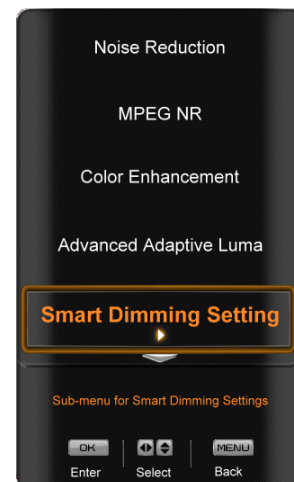 Noise Reduction
MPEG NR
Color Enhancement
Advanced Adaptive Luma
Smart Dimming Setting
Sub-menu for Smart Dimming Settings
OK MENU
Enter Select Back